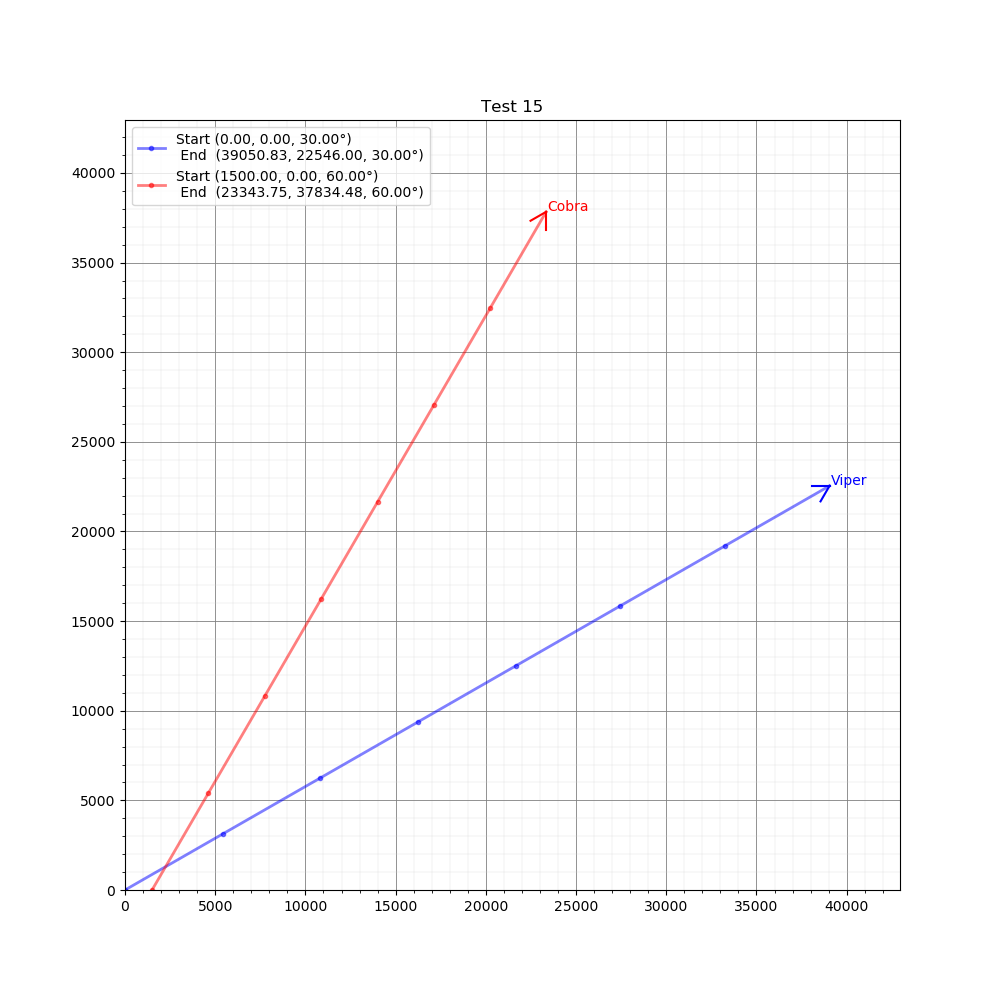 Test 15
Start (0.00, 0.00, 30.00°)
End  (39050.83, 22546.00, 30.00°)
Start (1500.00, 0.00, 60.00°)
End  (23343.75, 37834.48, 60.00°)
40000
Cobra
35000
30000
25000
Viper
20000
15000
10000
5000
0
0 5000 10000 15000 20000 25000 30000 35000 40000